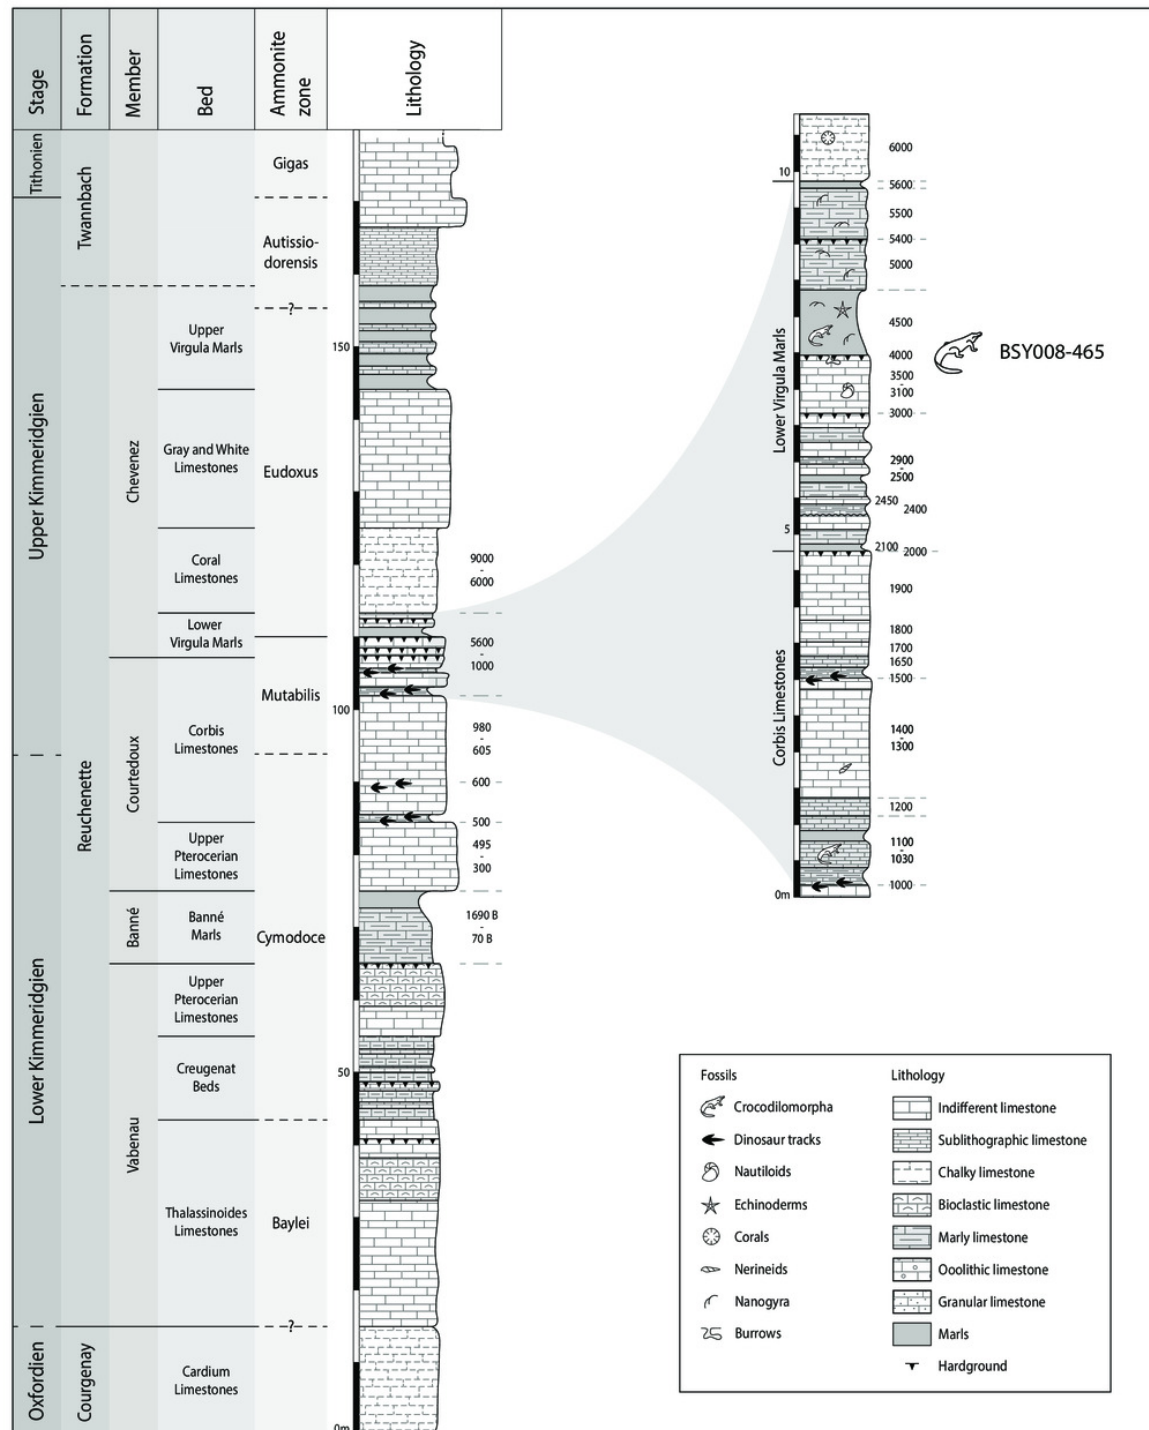 Stage
Formation
Member
Bed
Ammonite
zone
Lithology
Tithonien
Upper Kimmeridgien
Lower Kimmeridgien
Oxfordien
Twannbach
Reuchenette
Courgenay
Chevenez
Courtedoux
Banné
Vabenau
Upper
Virgula Marls
Gray and White
Limestones
Coral
Limestones
Lower
Virgula Marls
Corbis
Limestones
Upper
Pterocerian
Limestones
Banné
Marls
Upper
Pterocerian
Limestones
Creugenat
Beds
Thalassinoides
Limestones
Cardium
Limestones
Gigas
Autissio-
dorensis
?
Eudoxus
Mutabilis
Cymodoce
Baylei
?
150
100
50
0m
9000
-
6000
5600
-
1000
980
-
605
600
500
495
-
300
1690 B
-
70 B
Lower Virgula Marls
Corbis Limestones
10
5
0m
6000
5600
5500
5400
5000
4500
4000
3500
-
3100
3000
2900
-
2500
2450
2400
2100
2000
1900
1800
1700
1650
1500
1400
-
1300
1200
1100
-
1030
1000
BSY008-465
Fossils
Crocodilomorpha
Dinosaur tracks
Nautiloids
Echinoderms
Corals
Nerineids
Nanogyra
Burrows
Lithology
Indifferent limestone
Sublithographic limestone
Chalky limestone
Bioclastic limestone
Marly limestone
Ooolithic limestone
Granular limestone
Marls
Hardground